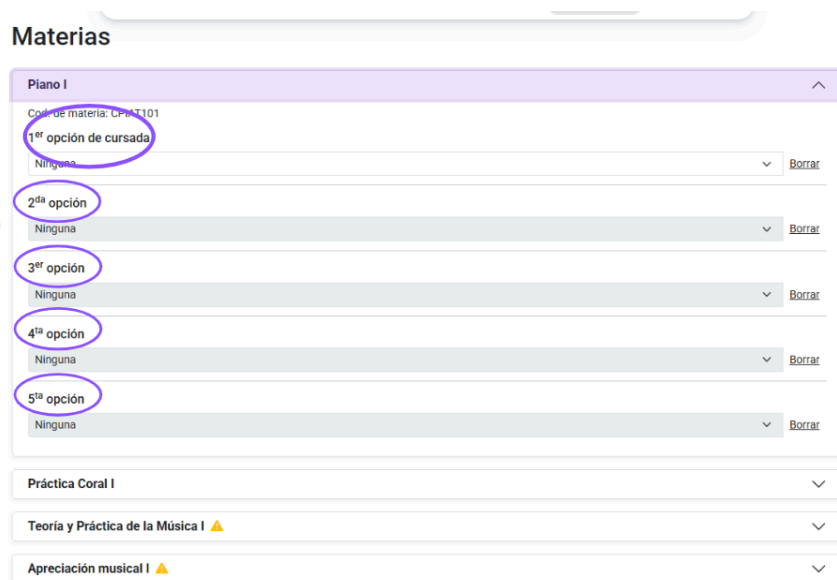 Materias
Piano I
Cod. de materia: CPIAT101
1er opción de cursada
Ninguna Borrar
2da opción
Ninguna Borrar
3er opción
Ninguna Borrar
4ta opción
Ninguna Borrar
5ta opción
Ninguna Borrar
Práctica Coral I
Teoría y Práctica de la Música I
Apreciación musical I